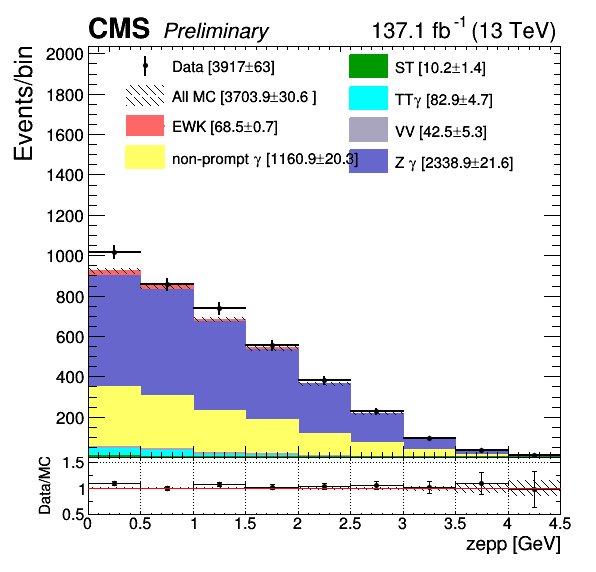 CMS Preliminary 137.1 fb⁻¹ (13 TeV)
Events/bin
2000
1800
1600
1400
1200
1000
800
600
400
200
Data [3917±63]
All MC [3703.9±30.6 ]
EWK [68.5±0.7]
non-prompt γ [1160.9±20.3]
ST [10.2±1.4]
TTγ [82.9±4.7]
VV [42.5±5.3]
Z γ [2338.9±21.6]
Data/MC
1.5
1
0.5
0 0.5 1 1.5 2 2.5 3 3.5 4 4.5
zepp [GeV]